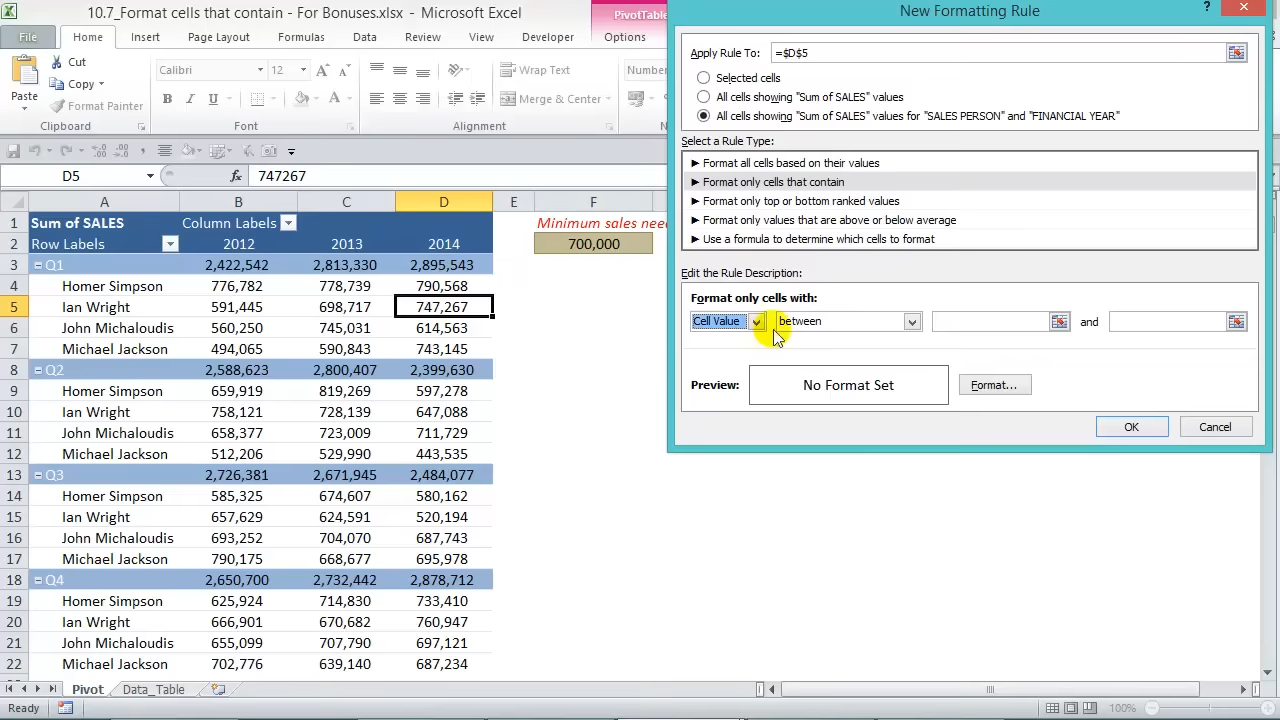 10.7_Format cells that contain - For Bonuses.xlsx - Microsoft Excel
PivotTable
File Home Insert Page Layout Formulas Data Review View Developer Options
Paste
Cut
Copy
Format Painter
Clipboard
Calibri 12
B I U
Font
Wrap Text
Merge & Center
Alignment
Number
D5 fx 747267
A B C D E F
1 Sum of SALES Column Labels Minimum sales nee
2 Row Labels 2012 2013 2014 700,000
3 Q1 2,422,542 2,813,330 2,895,543
4 Homer Simpson 776,782 778,739 790,568
5 Ian Wright 591,445 698,717 747,267
6 John Michaloudis 560,250 745,031 614,563
7 Michael Jackson 494,065 590,843 743,145
8 Q2 2,588,623 2,800,407 2,399,630
9 Homer Simpson 659,919 819,269 597,278
10 Ian Wright 758,121 728,139 647,088
11 John Michaloudis 658,377 723,009 711,729
12 Michael Jackson 512,206 529,990 443,535
13 Q3 2,726,381 2,671,945 2,484,077
14 Homer Simpson 585,325 674,607 580,162
15 Ian Wright 657,629 624,591 520,194
16 John Michaloudis 693,252 704,070 687,743
17 Michael Jackson 790,175 668,677 695,978
18 Q4 2,650,700 2,732,442 2,878,712
19 Homer Simpson 625,924 714,830 733,410
20 Ian Wright 666,901 670,682 760,947
21 John Michaloudis 655,099 707,790 697,121
22 Michael Jackson 702,776 639,140 687,234
Pivot Data_Table
Ready 100%
New Formatting Rule
Apply Rule To: =$D$5
Selected cells
All cells showing "Sum of SALES" values
All cells showing "Sum of SALES" values for "SALES PERSON" and "FINANCIAL YEAR"
Select a Rule Type:
► Format all cells based on their values
► Format only cells that contain
► Format only top or bottom ranked values
► Format only values that are above or below average
► Use a formula to determine which cells to format
Edit the Rule Description:
Format only cells with:
Cell Value between and
Preview: No Format Set Format...
OK Cancel